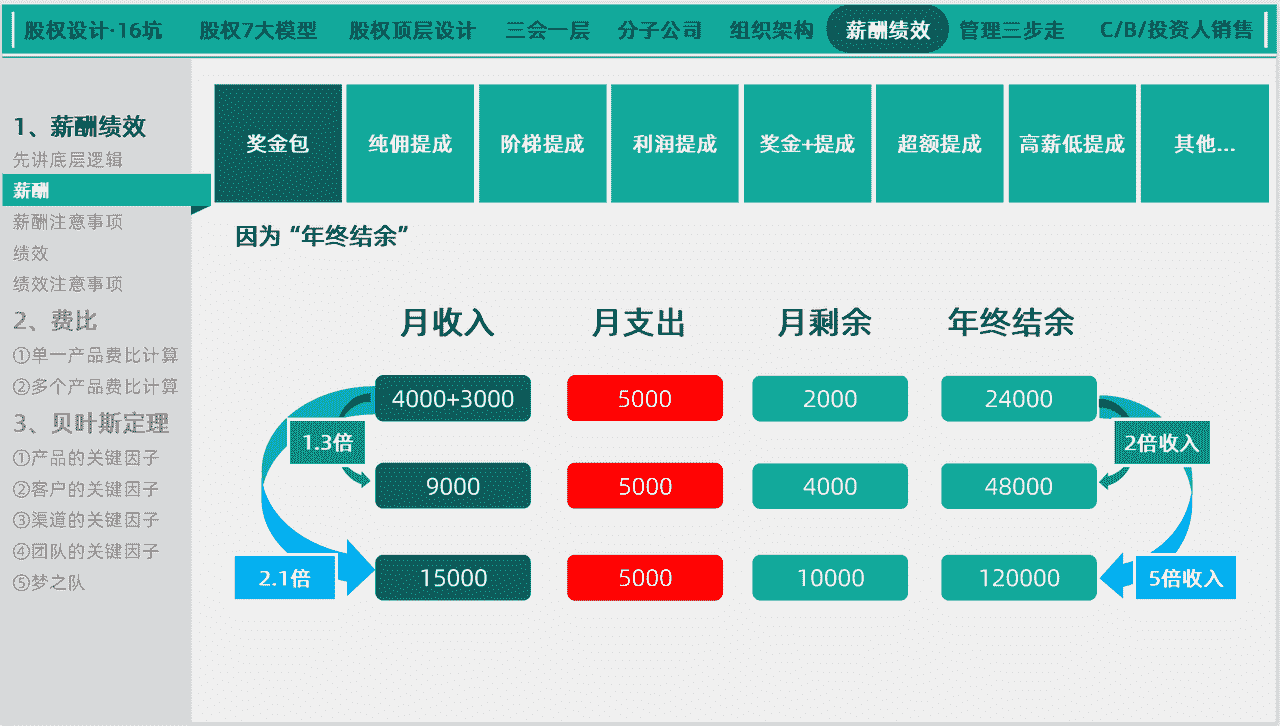 股权设计·16坑 股权7大模型 股权顶层设计 三会一层 分子公司 组织架构 薪酬绩效 管理三步走 C/B/投资人销售
1、薪酬绩效
先讲底层逻辑
薪酬
薪酬注意事项
绩效
绩效注意事项
2、费比
①单一产品费比计算
②多个产品费比计算
3、贝叶斯定理
①产品的关键因子
②客户的关键因子
③渠道的关键因子
④团队的关键因子
⑤梦之队
奖金包 纯佣提成 阶梯提成 利润提成 奖金+提成 超额提成 高薪低提成 其他...
因为“年终结余”
月收入 月支出 月剩余 年终结余
4000+3000 5000 2000 24000
1.3倍 2倍收入
9000 5000 4000 48000
2.1倍 15000 5000 10000 120000 5倍收入